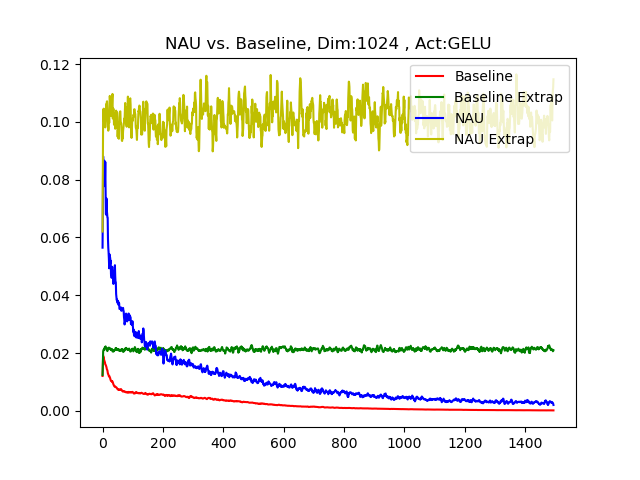 NAU vs. Baseline, Dim:1024 , Act:GELU
Baseline
Baseline Extrap
NAU
NAU Extrap
0.12
0.10
0.08
0.06
0.04
0.02
0.00
0 200 400 600 800 1000 1200 1400